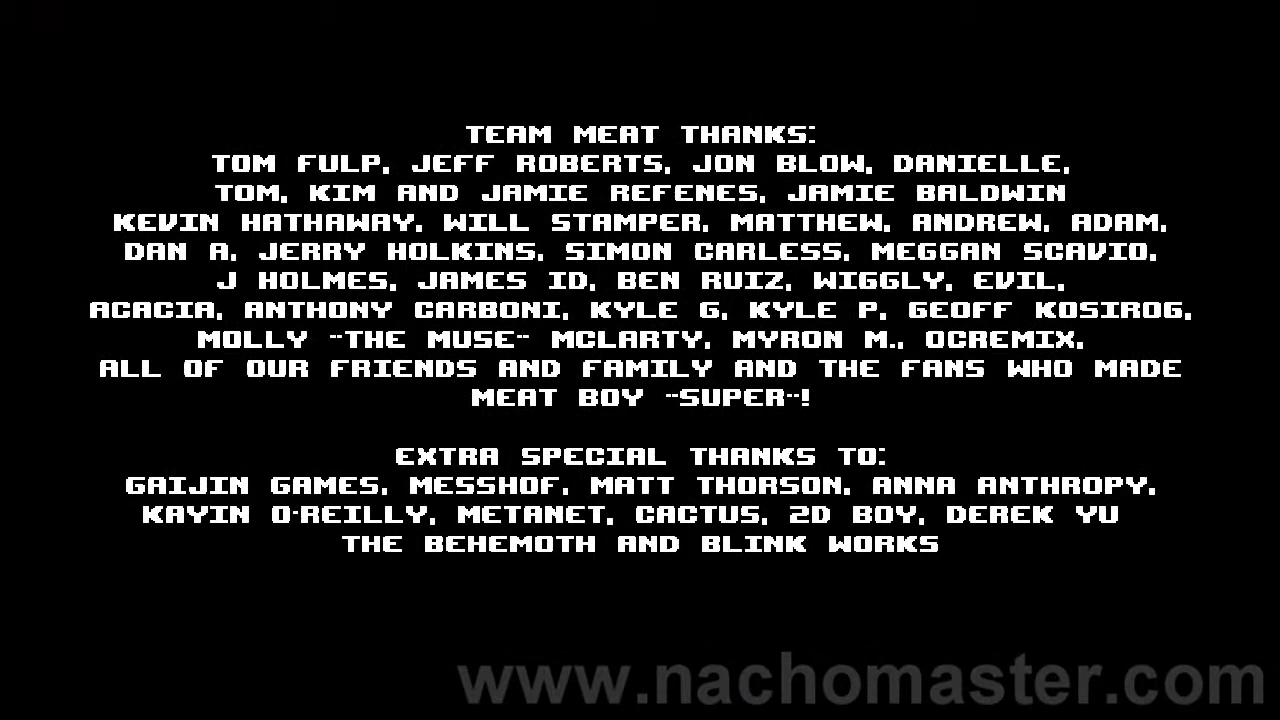 TEAM MEAT THANKS:
TOM FULP, JEFF ROBERTS, JON BLOW, DANIELLE,
TOM, KIM AND JAMIE REFENES, JAMIE BALDWIN
KEVIN HATHAWAY, WILL STAMPER, MATTHEW, ANDREW, ADAM,
DAN A, JERRY HOLKINS, SIMON CARLESS, MEGGAN SCAVIO,
J HOLMES, JAMES ID, BEN RUIZ, WIGGLY, EVIL,
ACACIA, ANTHONY CARBONI, KYLE G, KYLE P, GEOFF KOSIROG,
MOLLY "THE MUSE" MCLARTY, MYRON M., OCREMIX,
ALL OF OUR FRIENDS AND FAMILY AND THE FANS WHO MADE
MEAT BOY "SUPER"!
EXTRA SPECIAL THANKS TO:
GAIJIN GAMES, MESSHOF, MATT THORSON, ANNA ANTHROPY,
KAYIN O-REILLY, METANET, CACTUS, 2D BOY, DEREK YU
THE BEHEMOTH AND BLINK WORKS
www.nachomaster.com